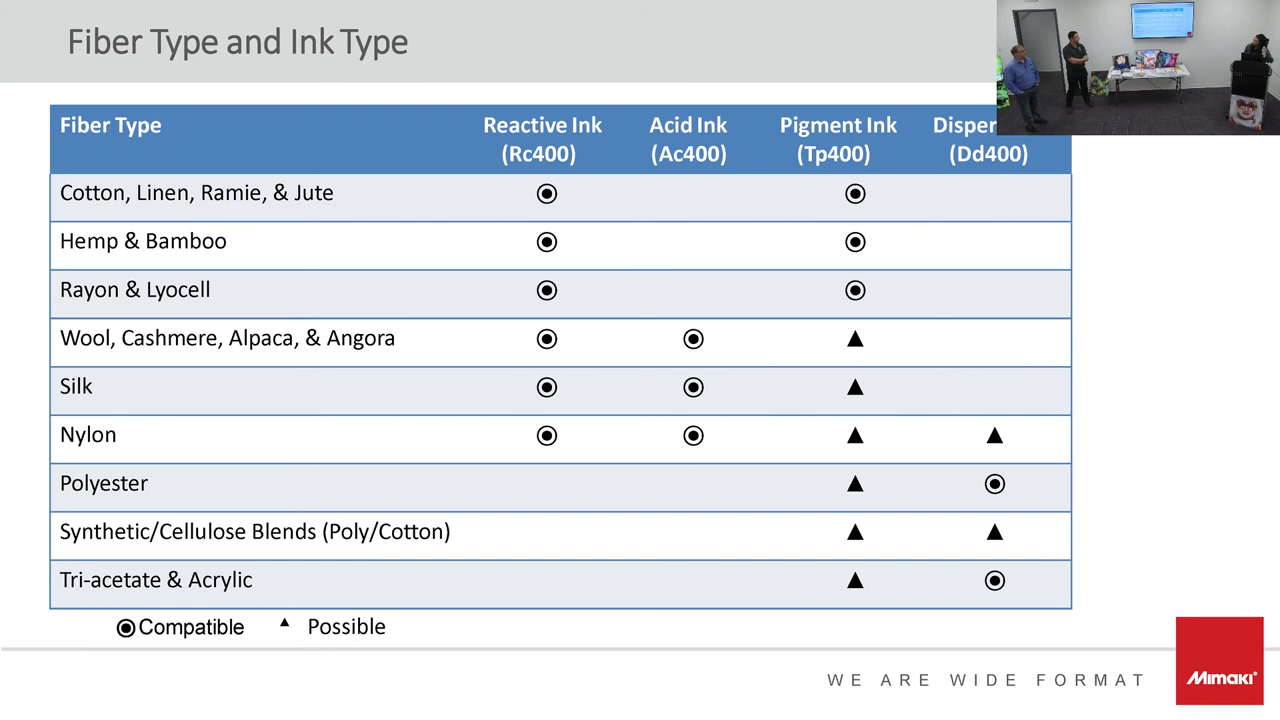 Fiber Type and Ink Type
Fiber Type Reactive Ink (Rc400) Acid Ink (Ac400) Pigment Ink (Tp400) (Dd400)
Cotton, Linen, Ramie, & Jute
Hemp & Bamboo
Rayon & Lyocell
Wool, Cashmere, Alpaca, & Angora
Silk
Nylon
Polyester
Synthetic/Cellulose Blends (Poly/Cotton)
Tri-acetate & Acrylic
Compatible Possible
WE ARE WIDE FORMAT
Mimaki